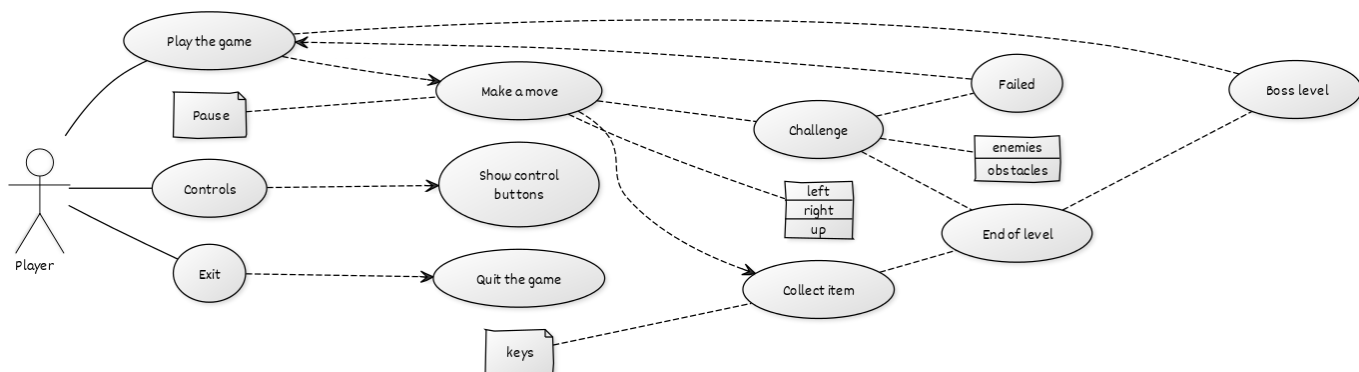 Play the game
Failed
Boss level
Make a move
Pause
Challenge
enemies
obstacles
Controls
Show control
buttons
left
right
up
End of level
Player
Exit
Quit the game
Collect item
keys